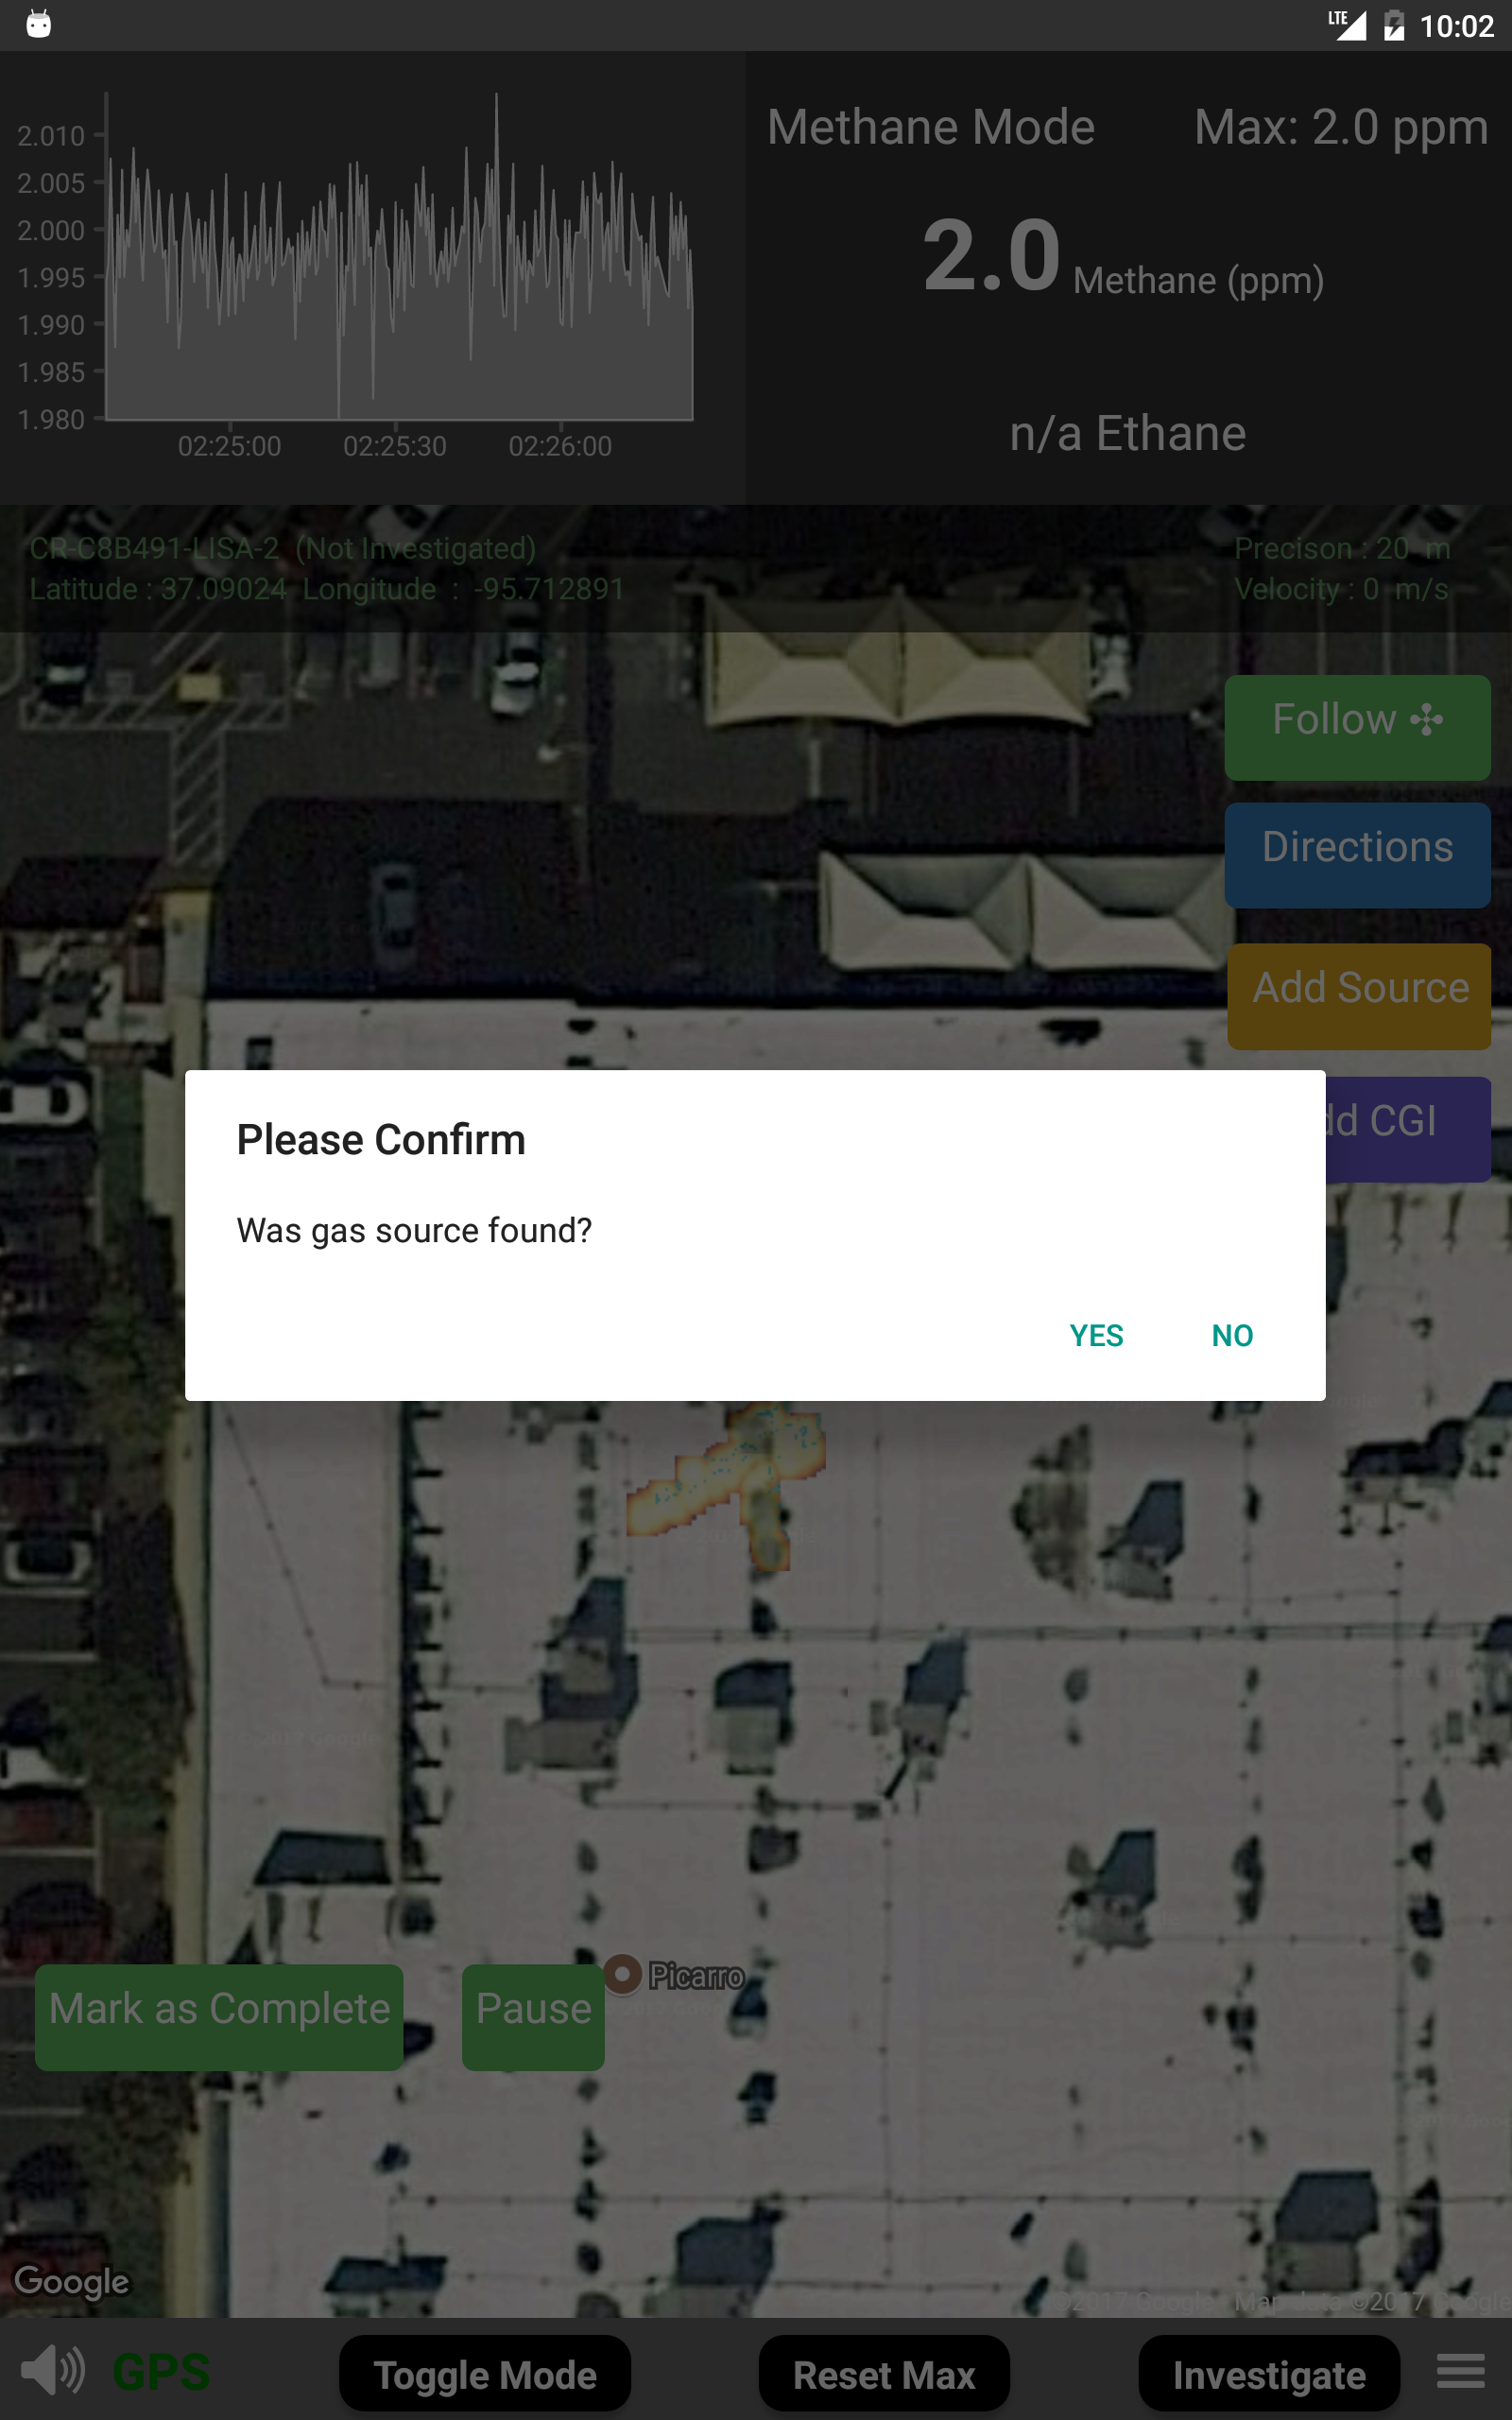 LTE 10:02
2.010
2.005
2.000
1.995
1.990
1.985
1.980
02:25:00 02:25:30 02:26:00
Methane Mode Max: 2.0 ppm
2.0 Methane (ppm)
n/a Ethane
CR-C8B491-LISA-2 (Not Investigated)
Latitude : 37.09024 Longitude : -95.712891
Precison : 20 m
Velocity : 0 m/s
Follow
Directions
Add Source
dd CGI
Please Confirm
Was gas source found?
YES NO
Picarro
Mark as Complete Pause
Google
©2017 Google - Map data ©2017 Google
GPS Toggle Mode Reset Max Investigate